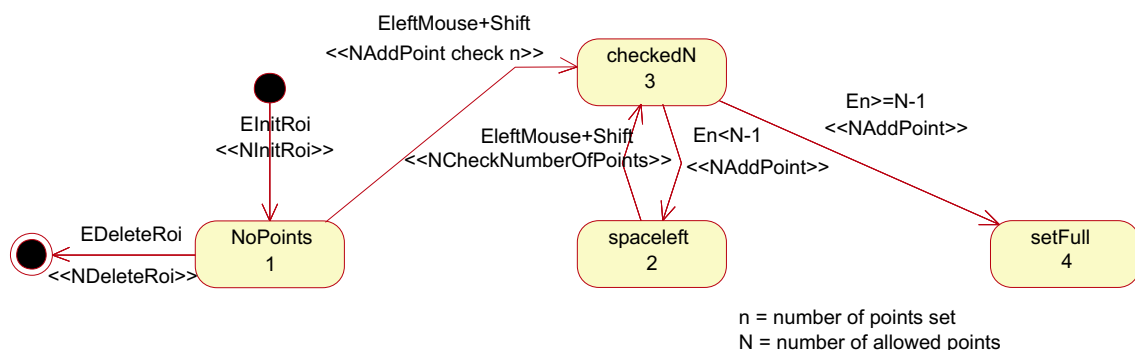 EleftMouse+Shift
<<NAddPoint check n>>
checkedN
3
EInitRoi
<<NInitRoi>>
EleftMouse+Shift
<<NCheckNumberOfPoints>>
En<N-1
<<NAddPoint>>
En>=N-1
<<NAddPoint>>
EDeleteRoi
<<NDeleteRoi>>
NoPoints
1
spaceleft
2
setFull
4
n = number of points set
N = number of allowed points